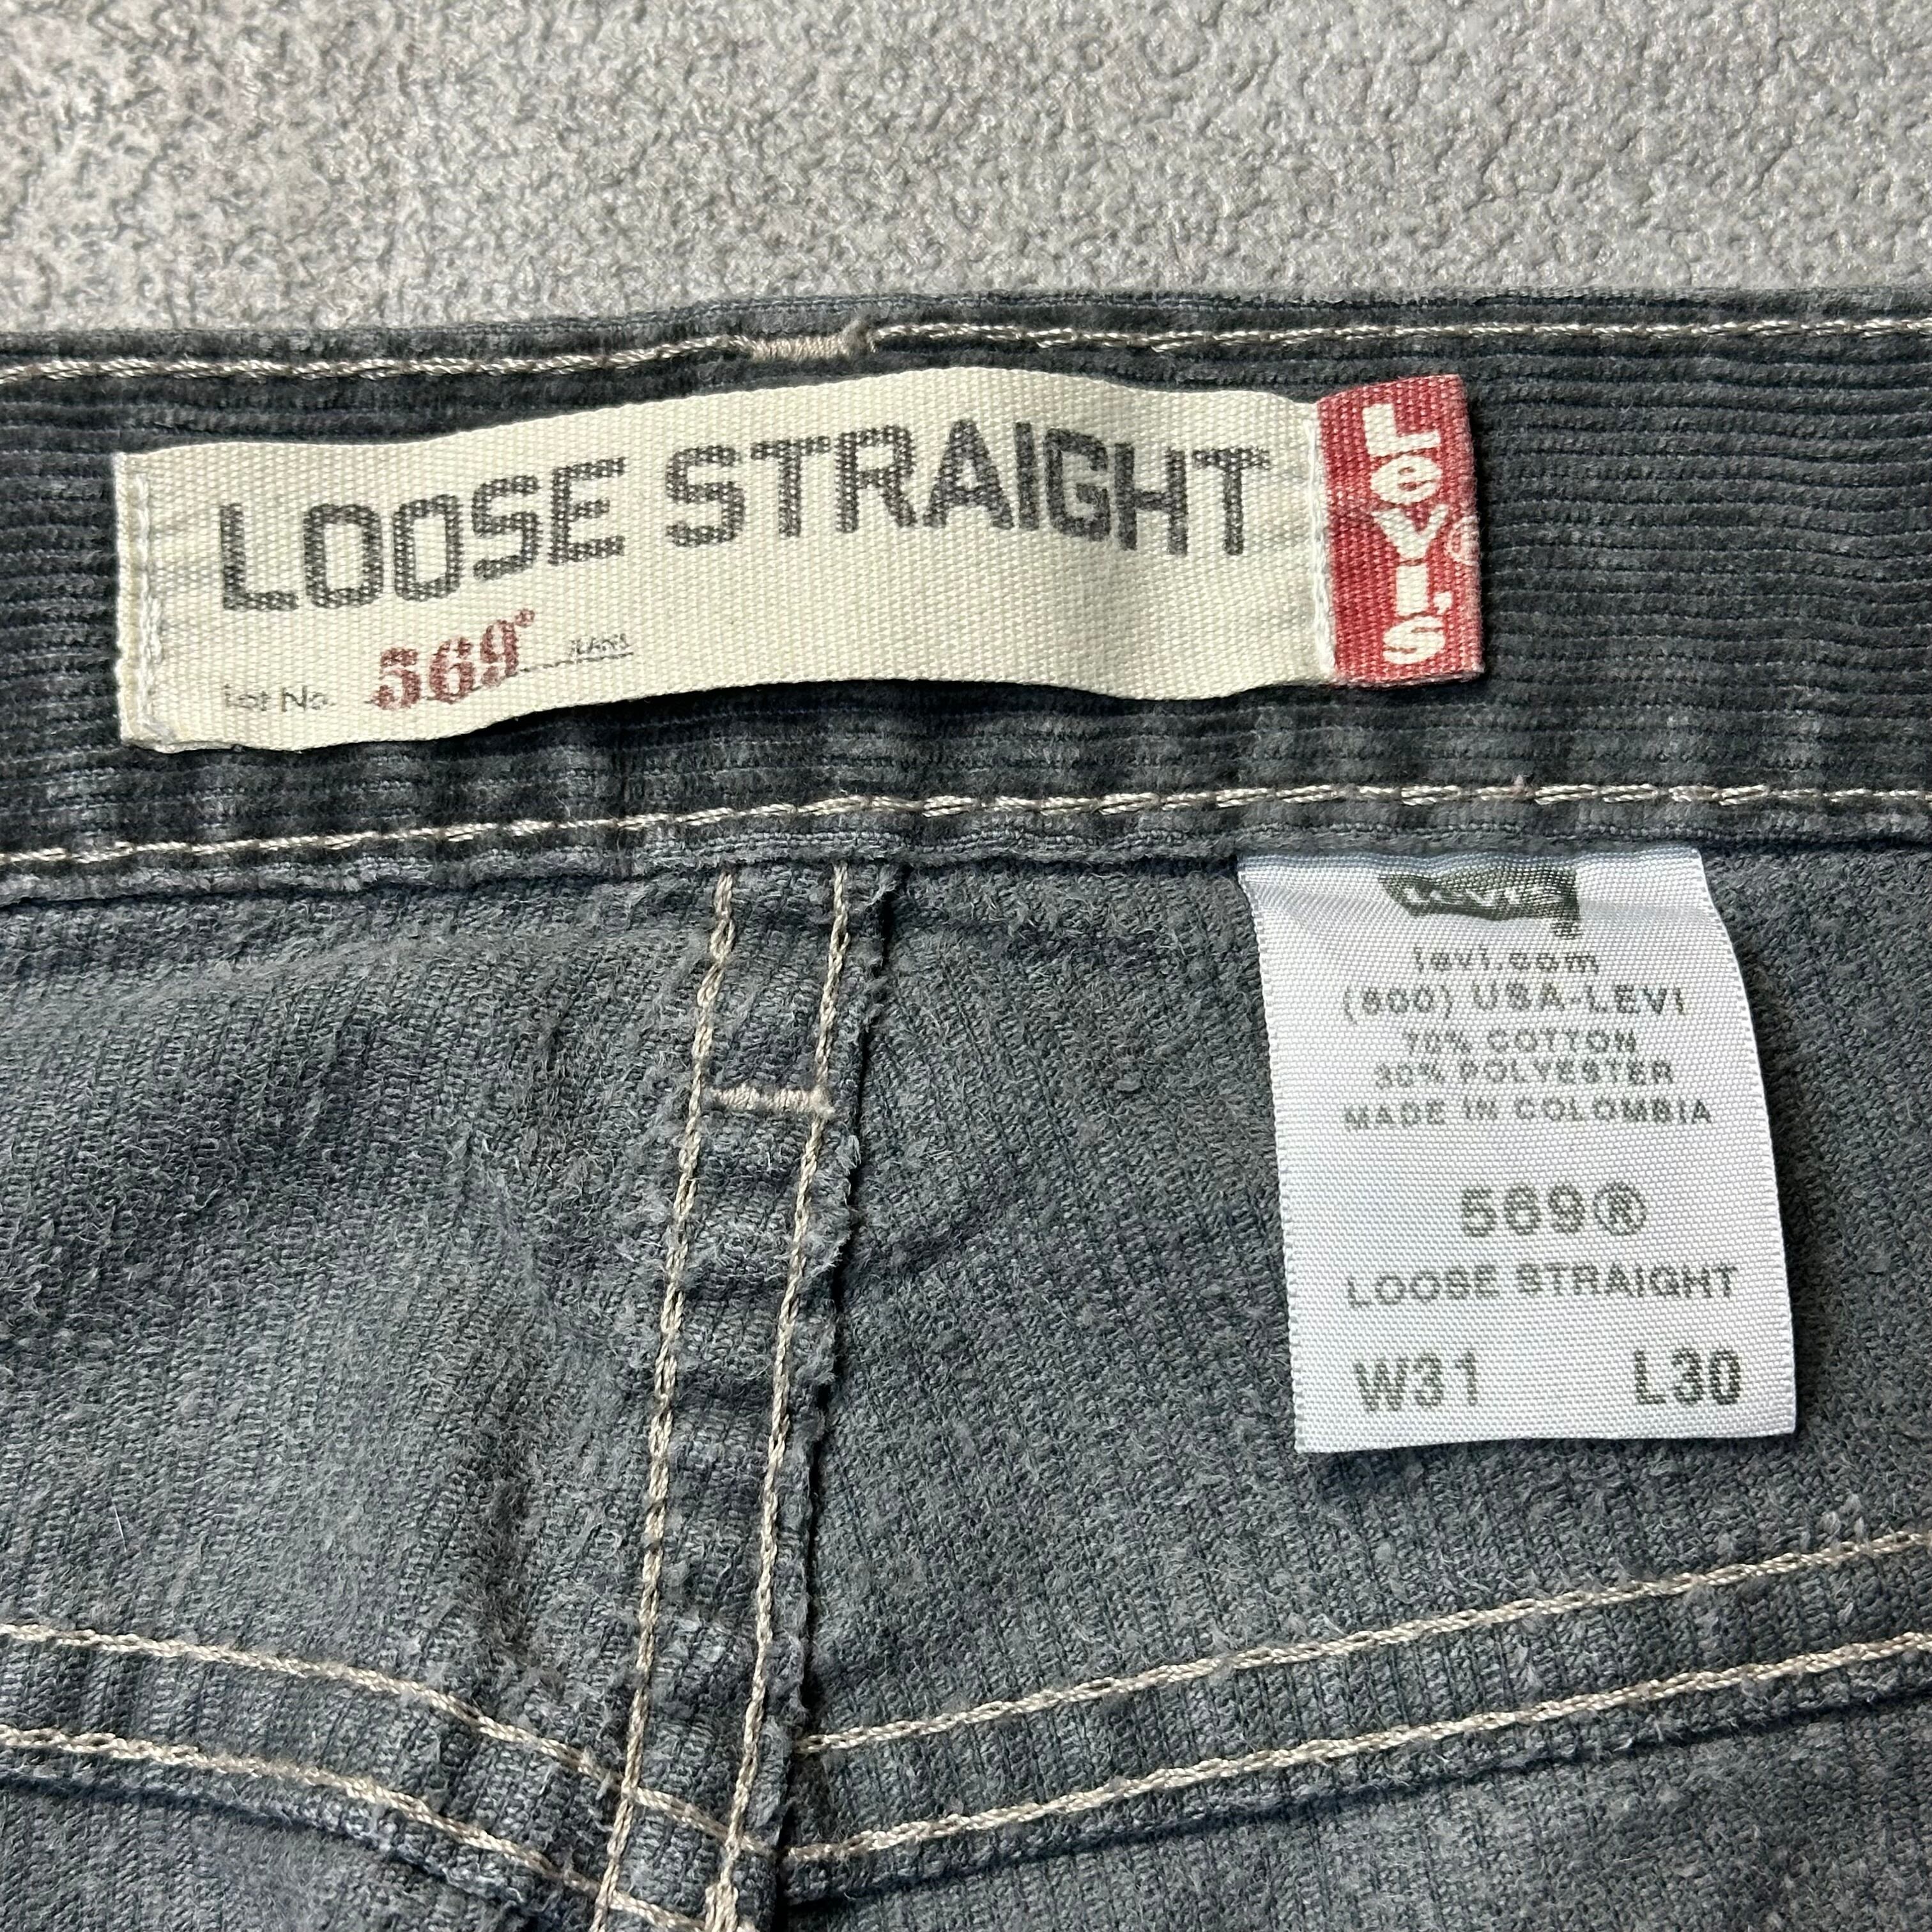 LOOSE STRAIGHT
Lot No. 569® JEANS
LEVI'S®
Levi's
levi.com
(800) USA-LEVI
70% COTTON
30% POLYESTER
MADE IN COLOMBIA
569®
LOOSE STRAIGHT
W31 L30